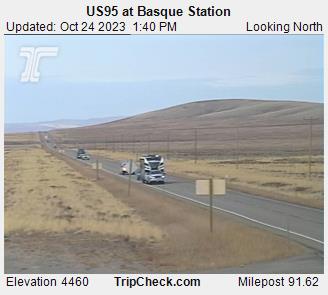 US95 at Basque Station
Updated: Oct 24 2023 1:40 PM Looking North
Elevation 4460 TripCheck.com Milepost 91.62